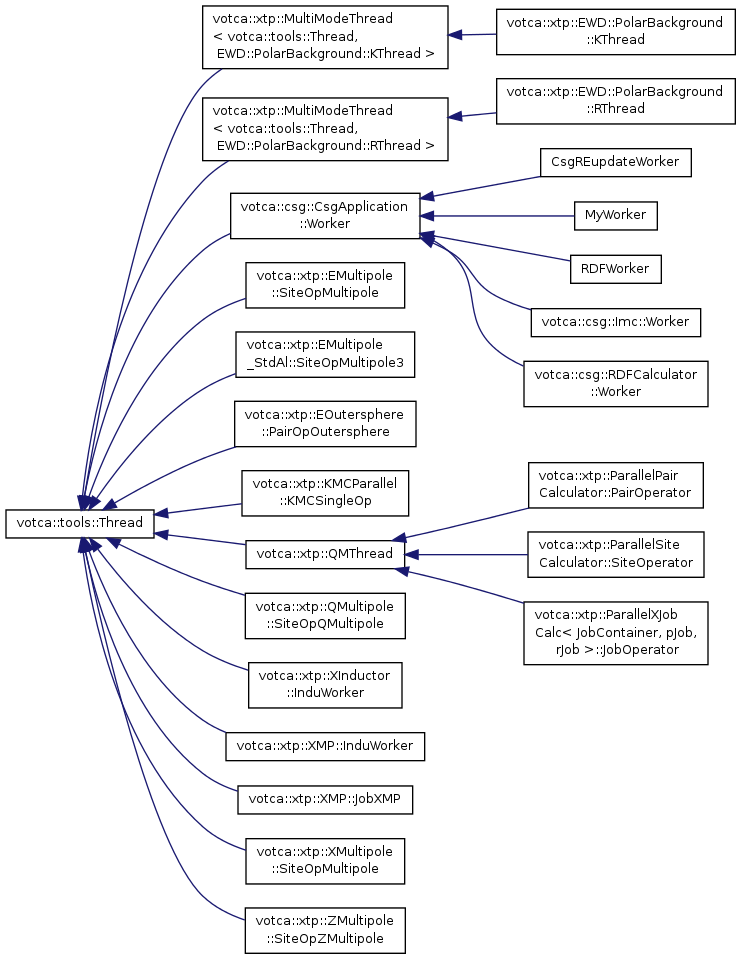 votca::xtp::MultiModeThread
< votca::tools::Thread,
EWD::PolarBackground::KThread >
votca::xtp::EWD::PolarBackground
::KThread
votca::xtp::MultiModeThread
< votca::tools::Thread,
EWD::PolarBackground::RThread >
votca::xtp::EWD::PolarBackground
::RThread
CsgREupdateWorker
votca::csg::CsgApplication
::Worker
MyWorker
RDFWorker
votca::xtp::EMultipole
::SiteOpMultipole
votca::csg::Imc::Worker
votca::xtp::EMultipole
_StdAl::SiteOpMultipole3
votca::csg::RDFCalculator
::Worker
votca::xtp::EOutersphere
::PairOpOutersphere
votca::xtp::KMCParallel
::KMCSingleOp
votca::xtp::ParallelPair
Calculator::PairOperator
votca::tools::Thread
votca::xtp::QMThread
votca::xtp::ParallelSite
Calculator::SiteOperator
votca::xtp::QMultipole
::SiteOpQMultipole
votca::xtp::ParallelXJob
Calc< JobContainer, pJob,
rJob >::JobOperator
votca::xtp::XInductor
::InduWorker
votca::xtp::XMP::InduWorker
votca::xtp::XMP::JobXMP
votca::xtp::XMultipole
::SiteOpMultipole
votca::xtp::ZMultipole
::SiteOpZMultipole